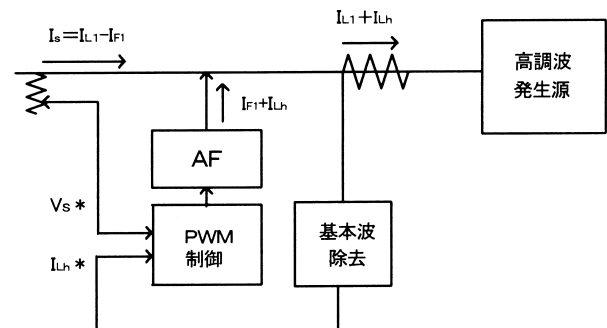 Is=IL1-IF1
IL1+ILh
高調波
発生源
IF1+ILh
AF
Vs*
PWM
制御
基本波
除去
ILh*